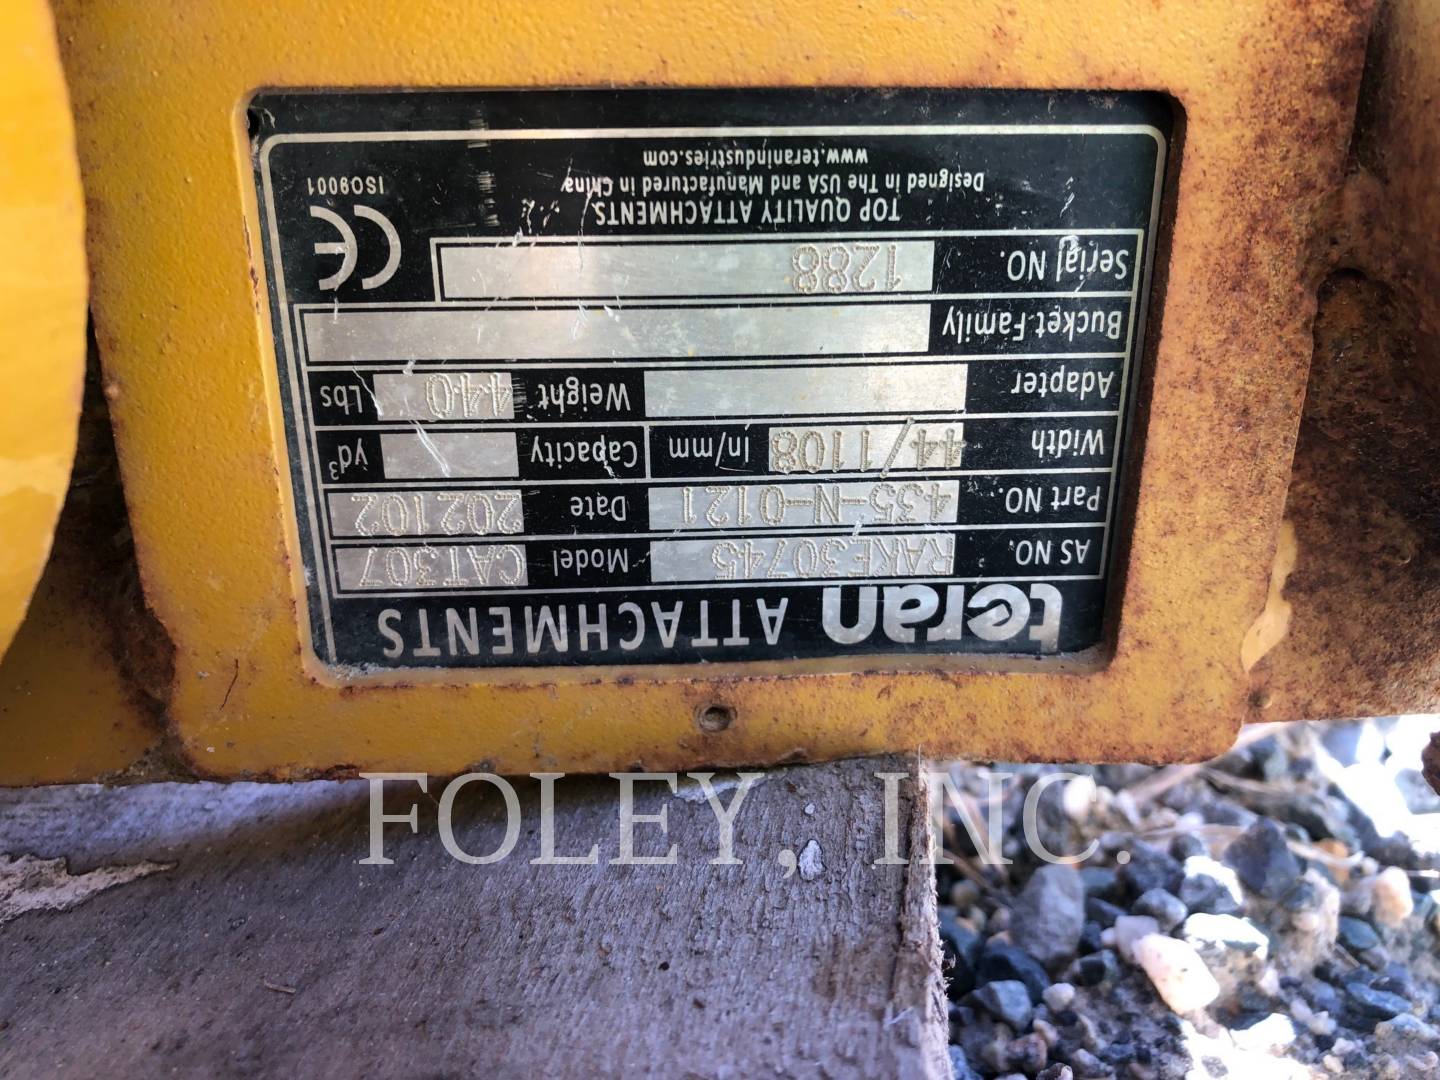 teran ATTACHMENTS
AS NO. RAKE30745 Model CAT307
Part NO. 435-N-0121 Date 202102
Width 44/1108 In/mm Capacity yd³
Adapter Weight 440 Lbs
Bucket Family
Serial NO. 1288
TOP QUALITY ATTACHMENTS
Designed in The USA and Manufactured in China
www.teranindustries.com
CE
ISO9001
FOLEY, INC.